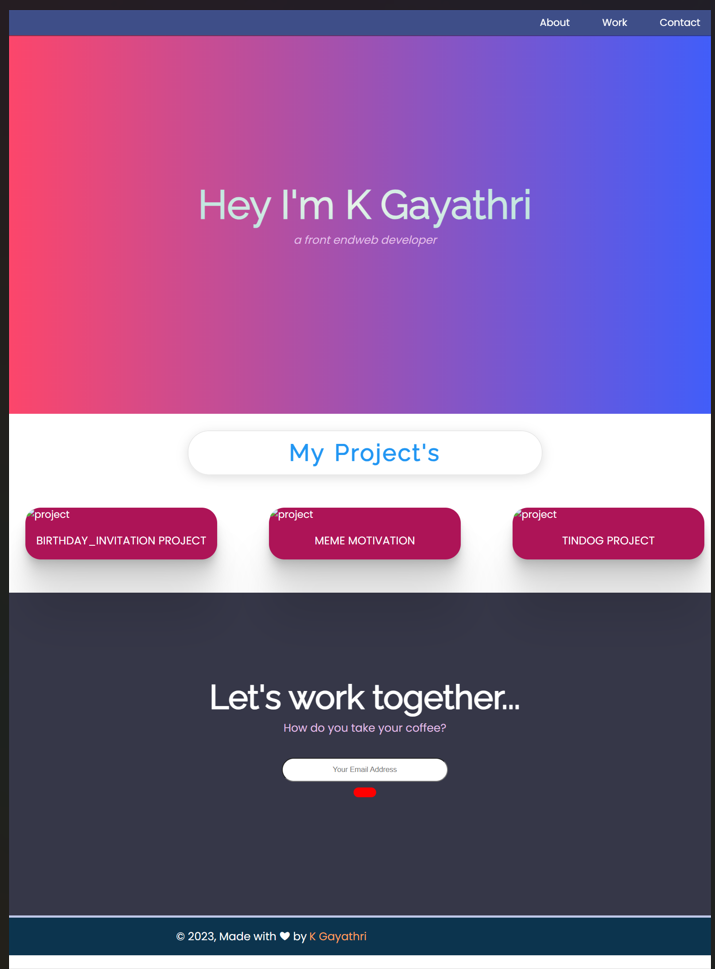 About Work Contact
Hey I'm K Gayathri
a front endweb developer
My Project's
project project project
BIRTHDAY_INVITATION PROJECT MEME MOTIVATION TINDOG PROJECT
Let's work together...
How do you take your coffee?
Your Email Address
© 2023, Made with ❤ by K Gayathri